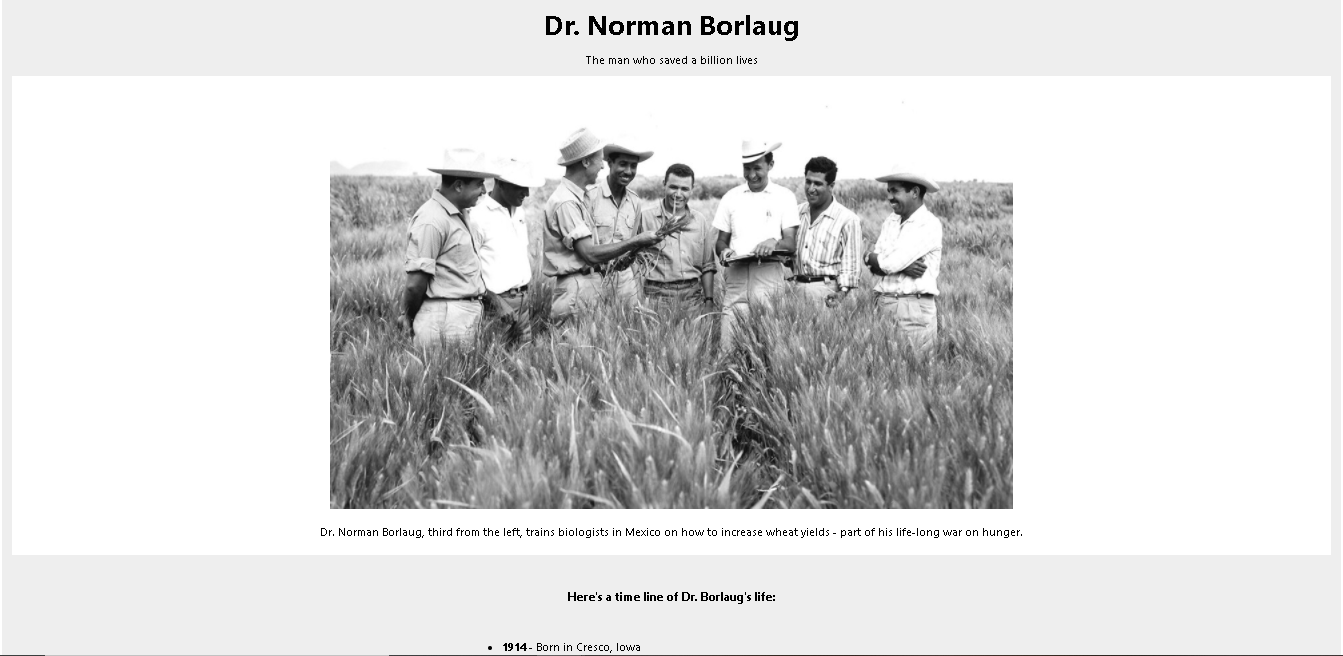 Dr. Norman Borlaug
The man who saved a billion lives
Dr. Norman Borlaug, third from the left, trains biologists in Mexico on how to increase wheat yields - part of his life-long war on hunger.
Here's a time line of Dr. Borlaug's life:
• 1914 - Born in Cresco, Iowa